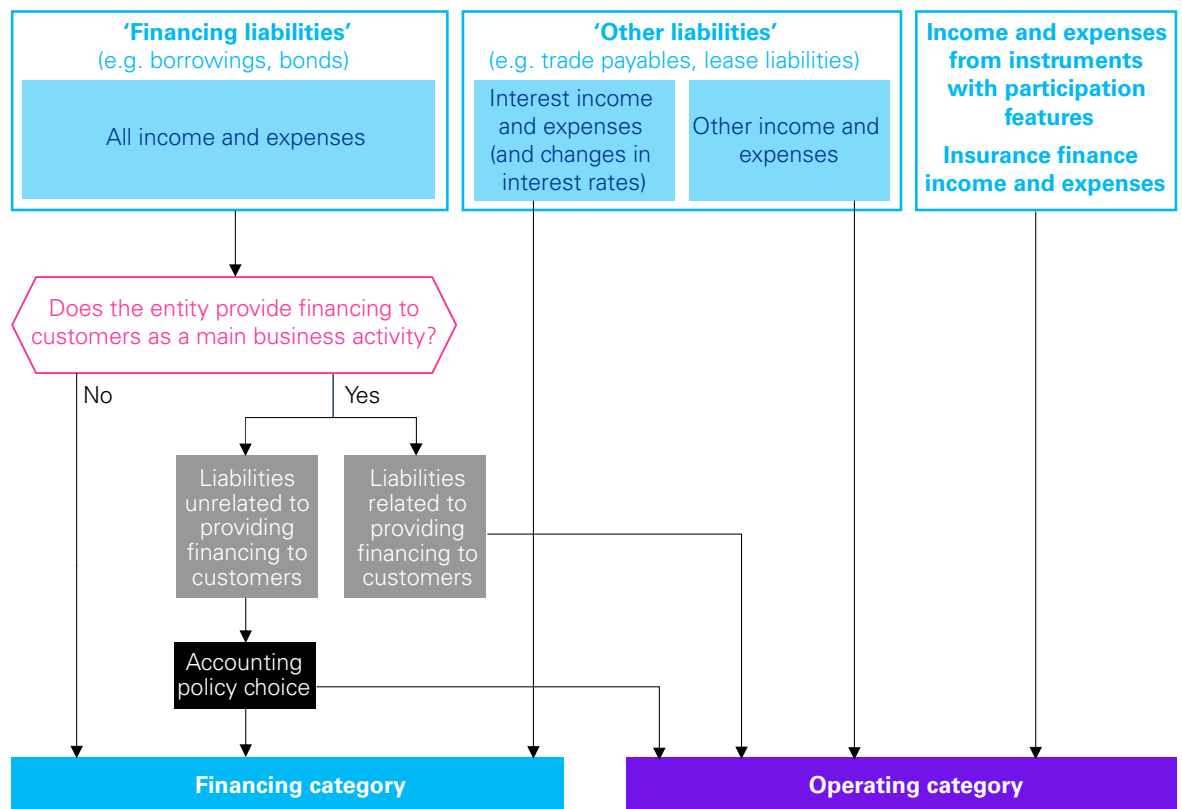 'Financing liabilities'
(e.g. borrowings, bonds)
All income and expenses
'Other liabilities'
(e.g. trade payables, lease liabilities)
Interest income
and expenses
(and changes in
interest rates)
Other income and
expenses
Income and expenses
from instruments
with participation
features
Insurance finance
income and expenses
Does the entity provide financing to
customers as a main business activity?
No
Yes
Liabilities
unrelated to
providing
financing to
customers
Liabilities
related to
providing
financing to
customers
Accounting
policy choice
Financing category
Operating category